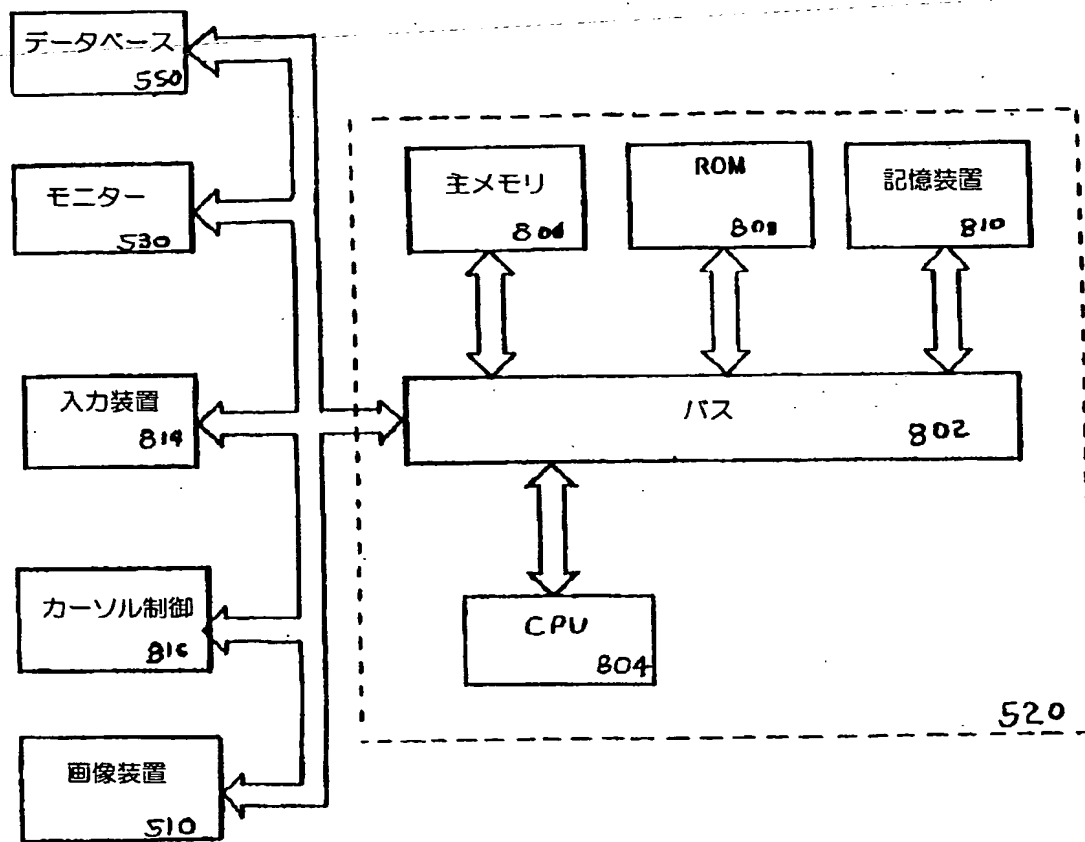 データベース
550
モニター
530
入力装置
814
カーソル制御
816
画像装置
510
主メモリ
806
ROM
808
記憶装置
810
バス
802
CPU
804
520